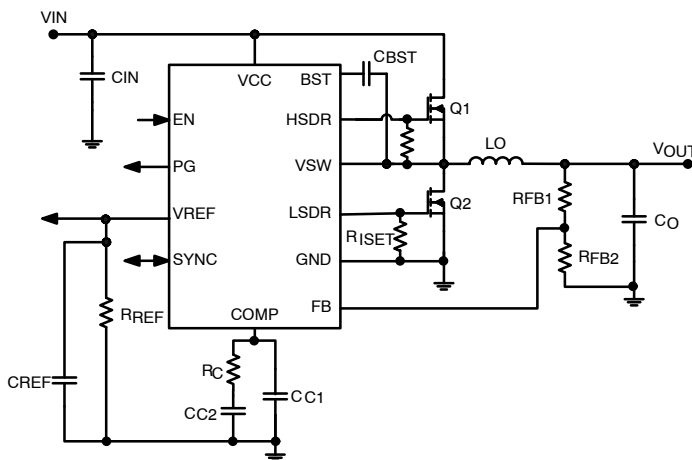 VIN
CIN
VCC
BST
CBST
EN
HSDR
Q1
PG
VSW
LO
VOUT
VREF
LSDR
Q2
RFB1
CO
RISET
SYNC
GND
RFB2
RREF
COMP
FB
CREF
RC
CC2
CC1